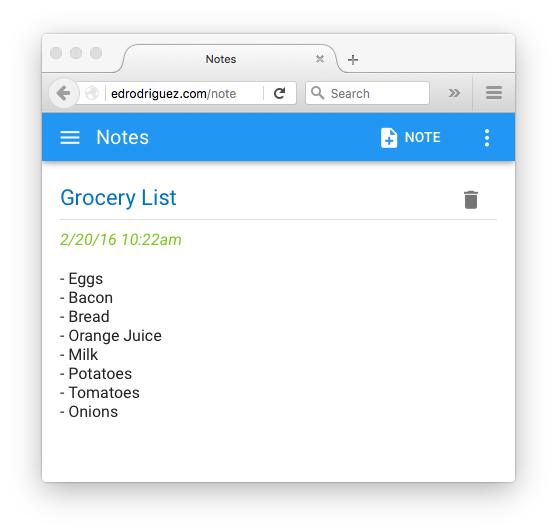 Notes
edrodriguez.com/note
Search
Notes
NOTE
Grocery List
2/20/16 10:22am
- Eggs
- Bacon
- Bread
- Orange Juice
- Milk
- Potatoes
- Tomatoes
- Onions